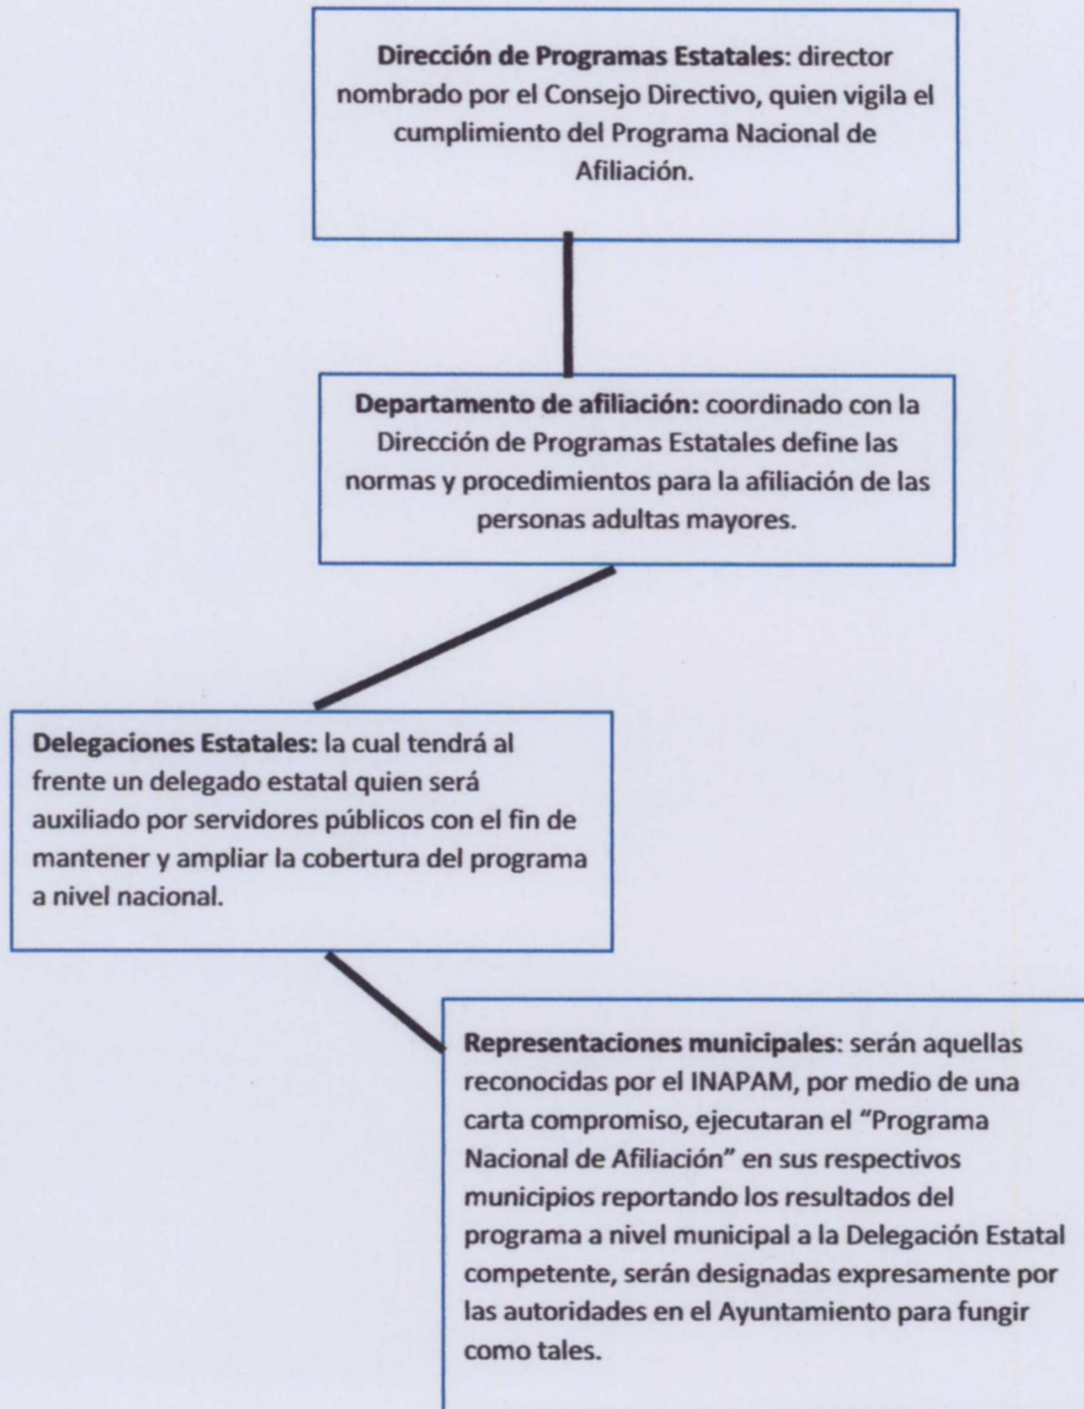 Dirección de Programas Estatales: director
nombrado por el Consejo Directivo, quien vigila el
cumplimiento del Programa Nacional de
Afiliación.
Departamento de afiliación: coordinado con la
Dirección de Programas Estatales define las
normas y procedimientos para la afiliación de las
personas adultas mayores.
Delegaciones Estatales: la cual tendrá al
frente un delegado estatal quien será
auxiliado por servidores públicos con el fin de
mantener y ampliar la cobertura del programa
a nivel nacional.
Representaciones municipales: serán aquellas
reconocidas por el INAPAM, por medio de una
carta compromiso, ejecutaran el “Programa
Nacional de Afiliación” en sus respectivos
municipios reportando los resultados del
programa a nivel municipal a la Delegación Estatal
competente, serán designadas expresamente por
las autoridades en el Ayuntamiento para fungir
como tales.